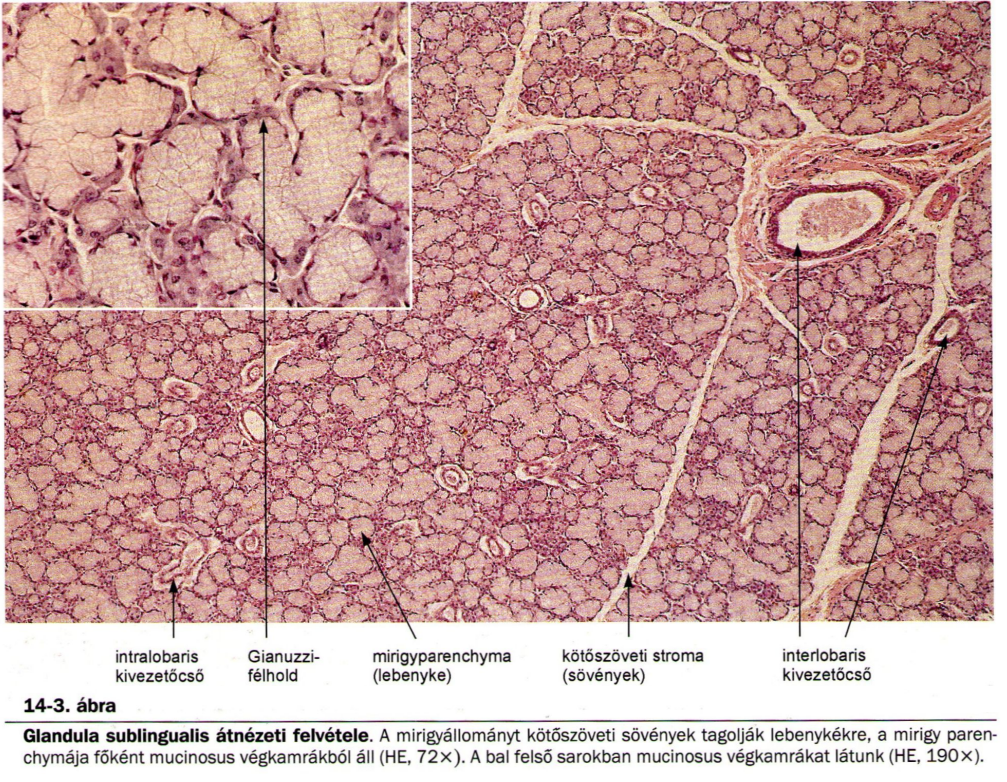 intralobaris
kivezetőcső
Gianuzzi-
félhold
mirigyparenchyma
(lebenyke)
kötőszöveti stroma
(sövények)
interlobaris
kivezetőcső
14-3. ábra
Glandula sublingualis átnézeti felvétele. A mirigyállományt kötőszöveti sövények tagolják lebenykékre, a mirigy paren-
chymája főként mucinosus végkamrákból áll (HE, 72×). A bal felső sarokban mucinosus végkamrákat látunk (HE, 190×).